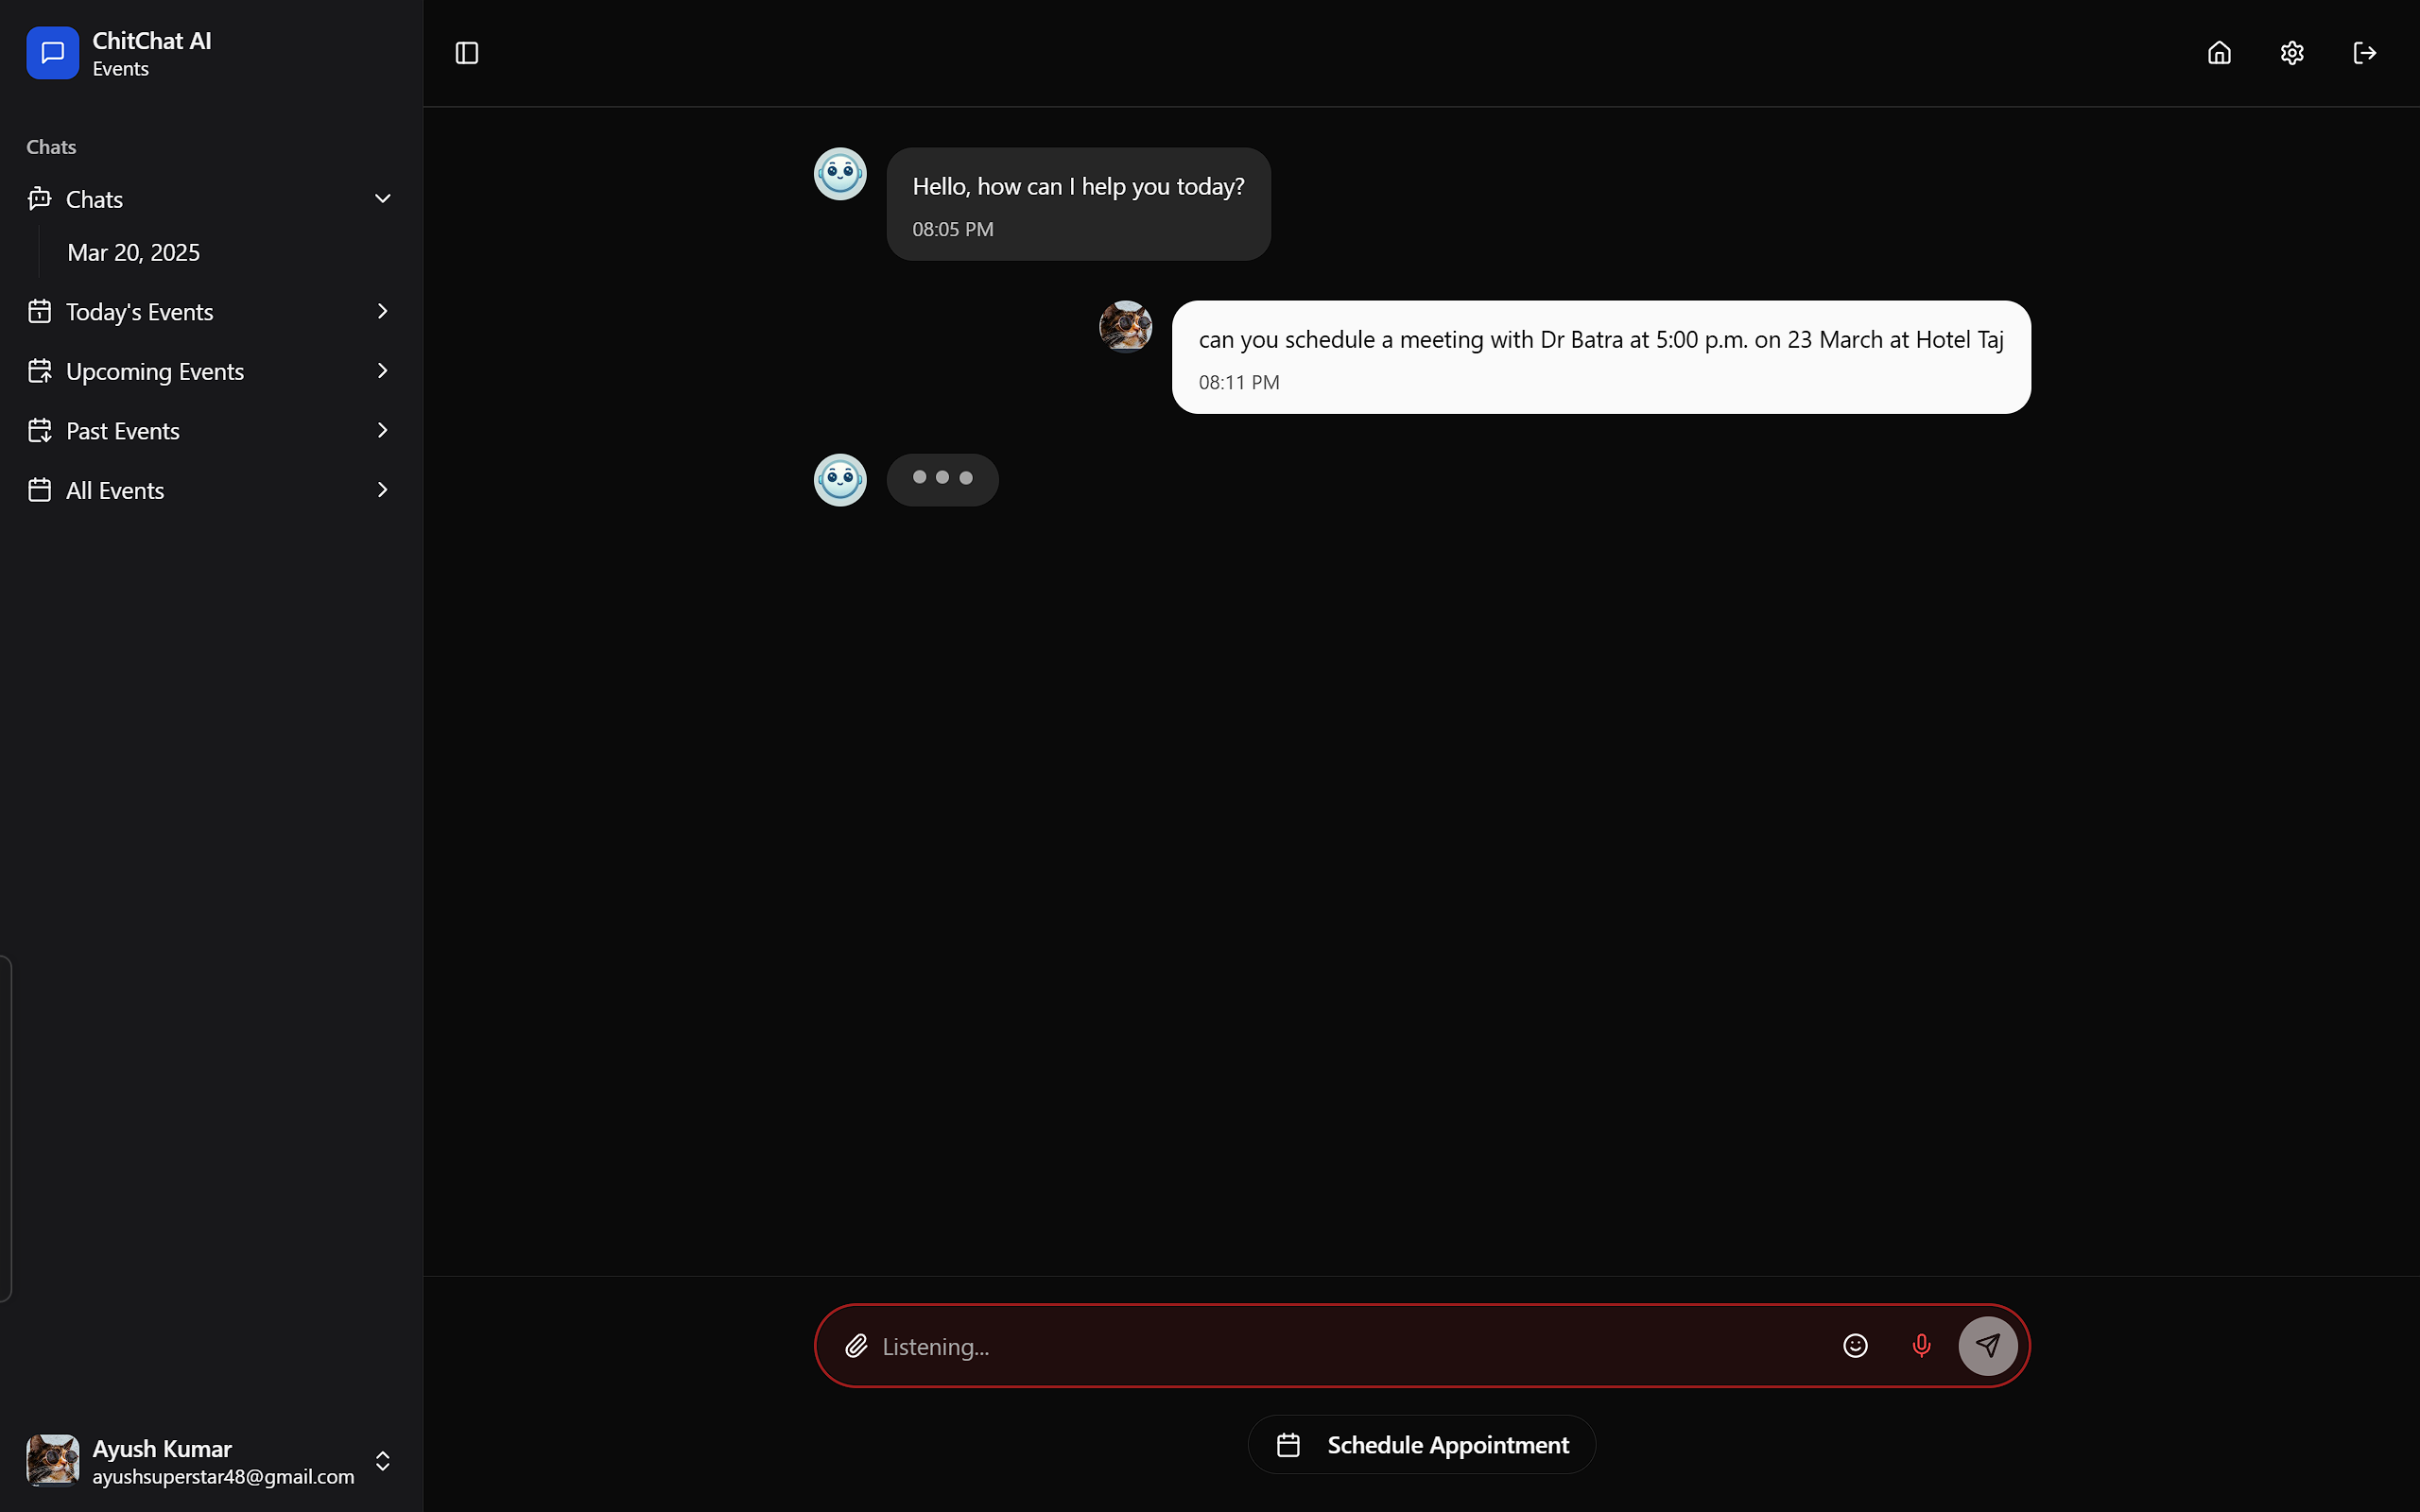 ChitChat AI
Events
Chats
Chats
Mar 20, 2025
Today's Events
Upcoming Events
Past Events
All Events
Ayush Kumar
ayushsuperstar48@gmail.com
Hello, how can I help you today?
08:05 PM
can you schedule a meeting with Dr Batra at 5:00 p.m. on 23 March at Hotel Taj
08:11 PM
Listening...
Schedule Appointment